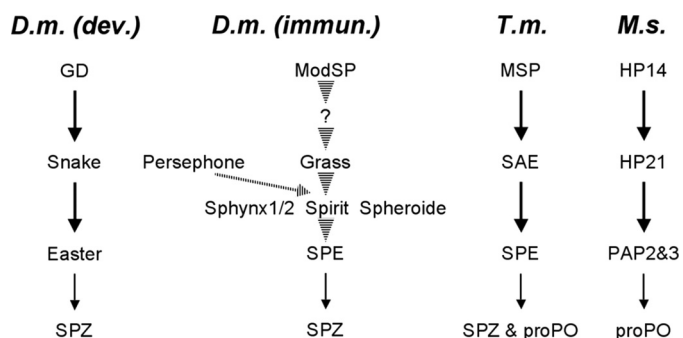 D.m. (dev.) D.m. (immun.) T.m. M.s.
GD ModSP MSP HP14
?
Snake Persephone Grass SAE HP21
Sphynx1/2 Spirit Spheroide
Easter SPE SPE PAP2&3
SPZ SPZ SPZ & proPO proPO